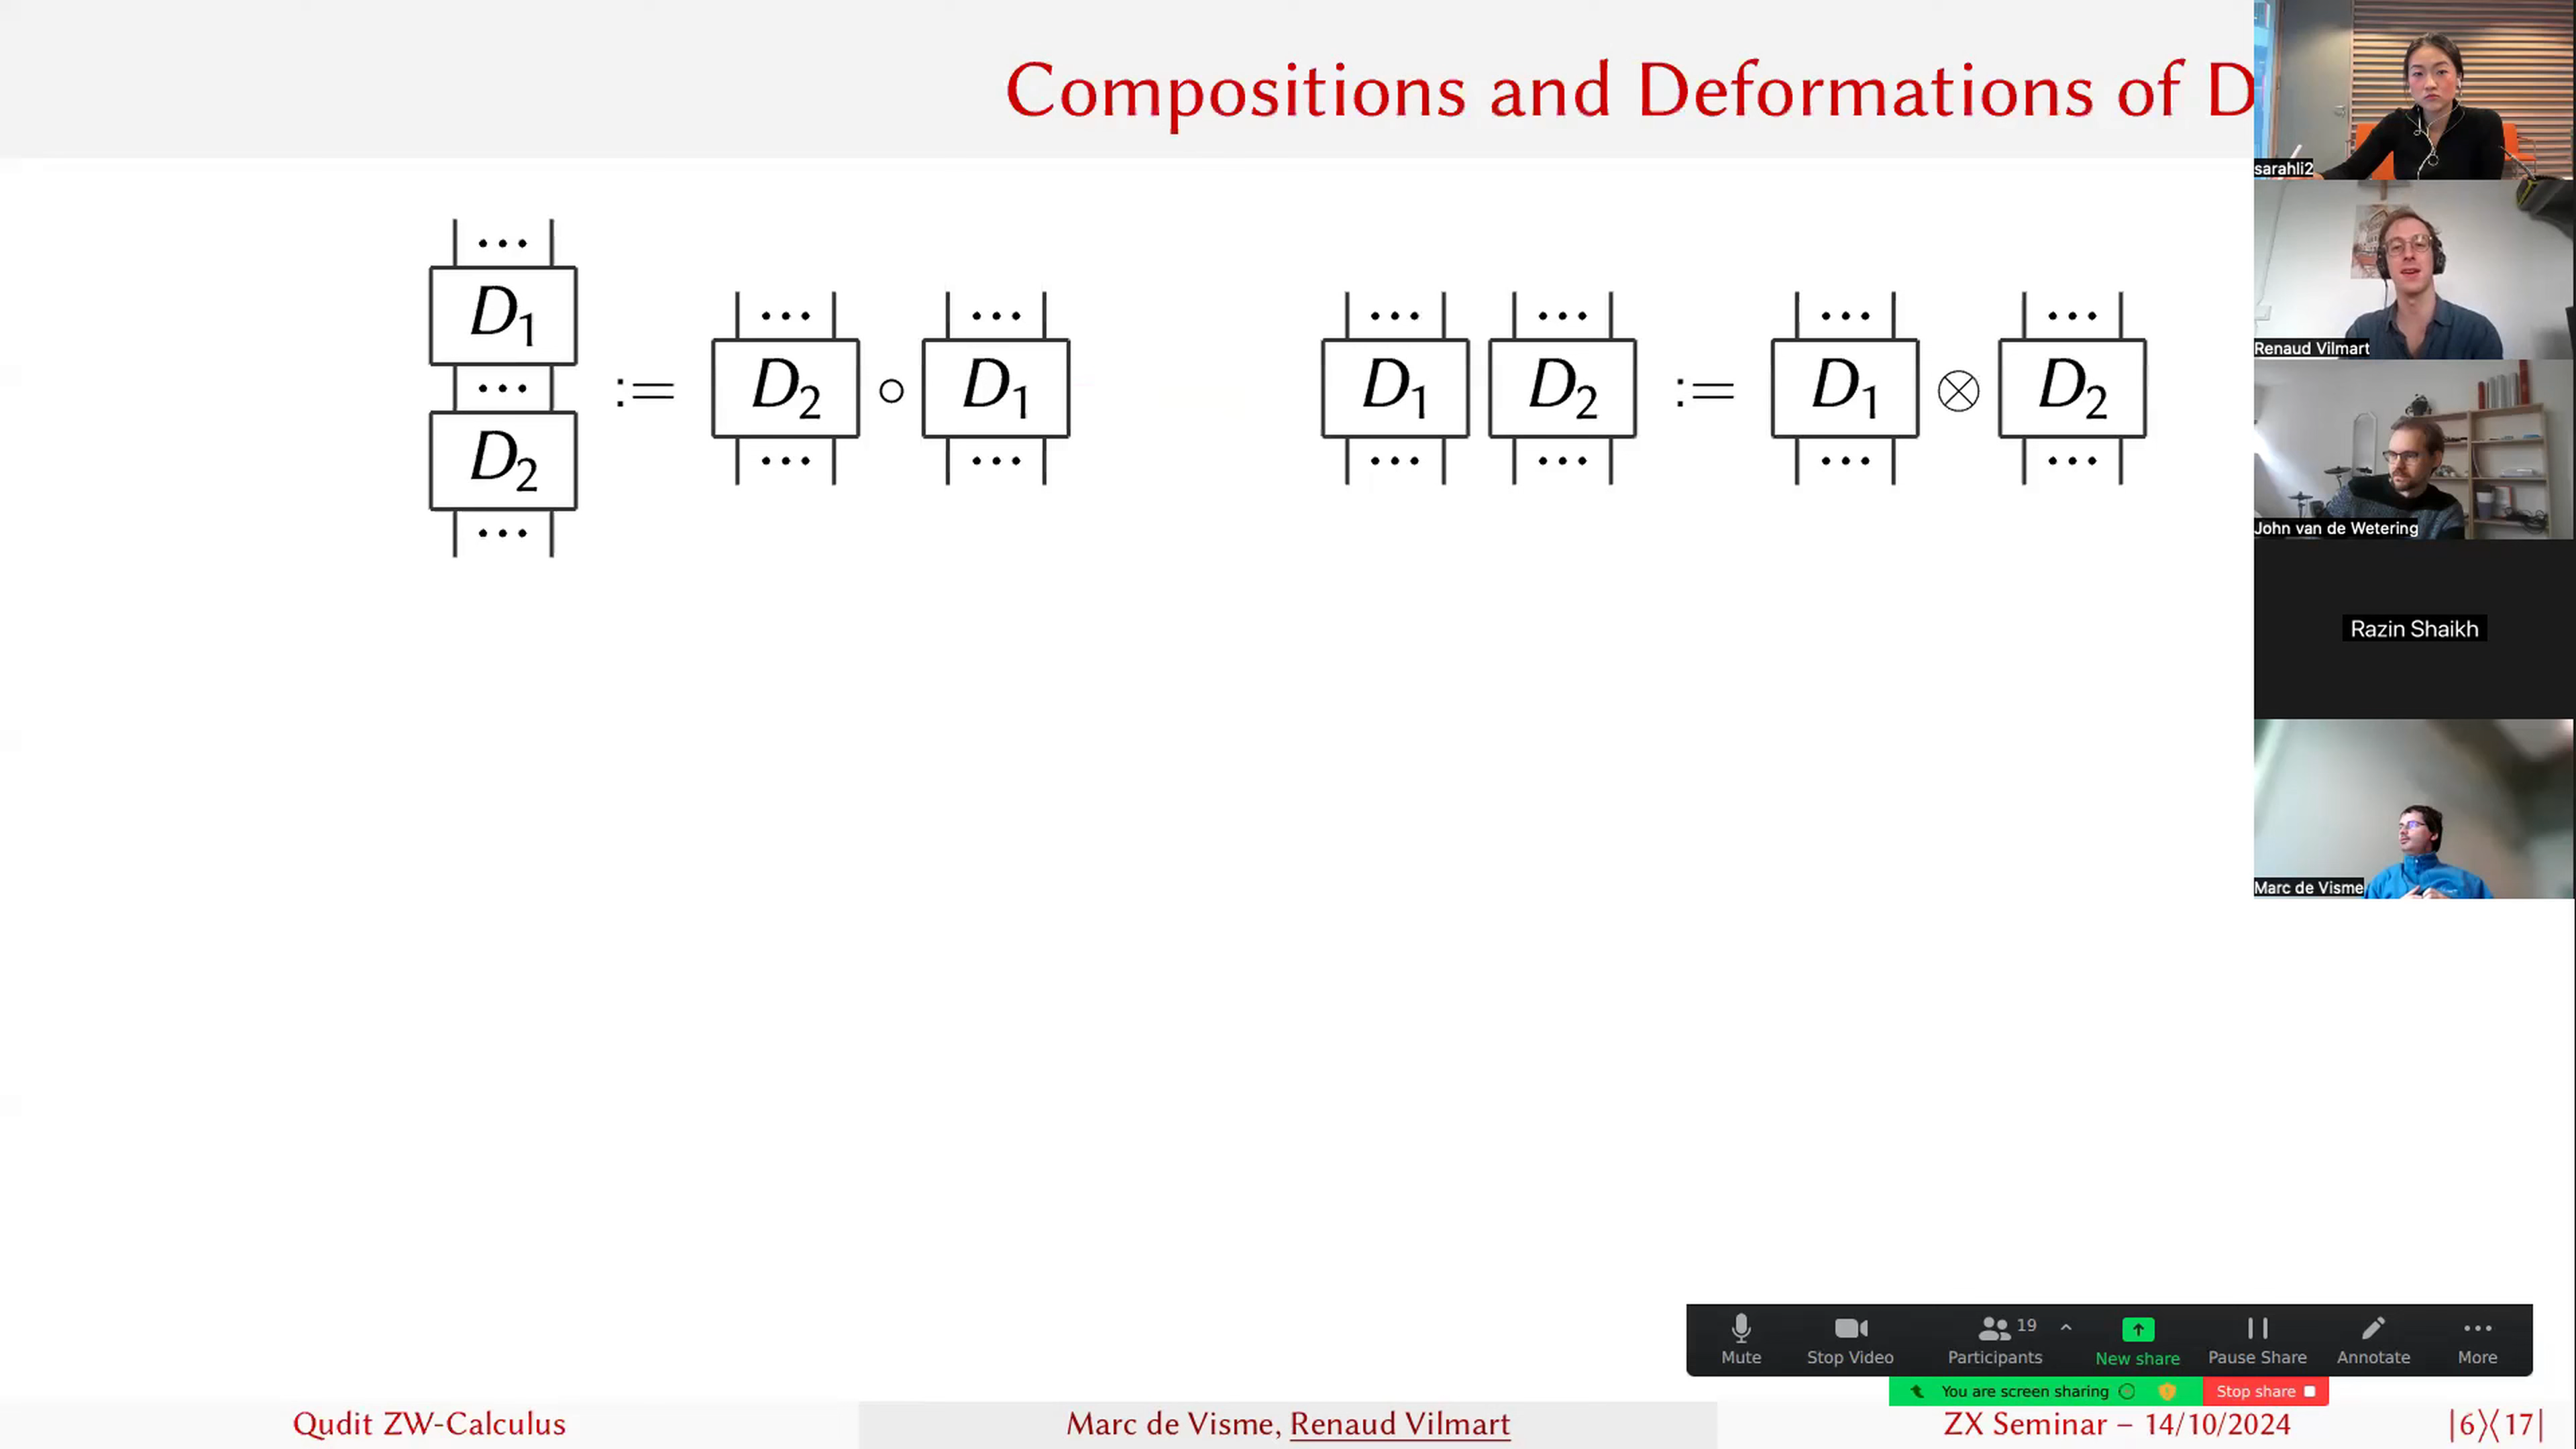 Compositions and Deformations of D
...
D1
...
D2
...
:=
...
D2
...
∘
...
D1
...
...
D1
...
...
D2
...
:=
...
D1
...
⊗
...
D2
...
sarahli2
Renaud Vilmart
John van de Wetering
Razin Shaikh
Marc de Visme
Mute
Stop Video
Participants 19
New share
Pause Share
Annotate
More
You are screen sharing
Stop share
Qudit ZW-Calculus
Marc de Visme, Renaud Vilmart
ZX Seminar – 14/10/2024
|6⟩⟨17|